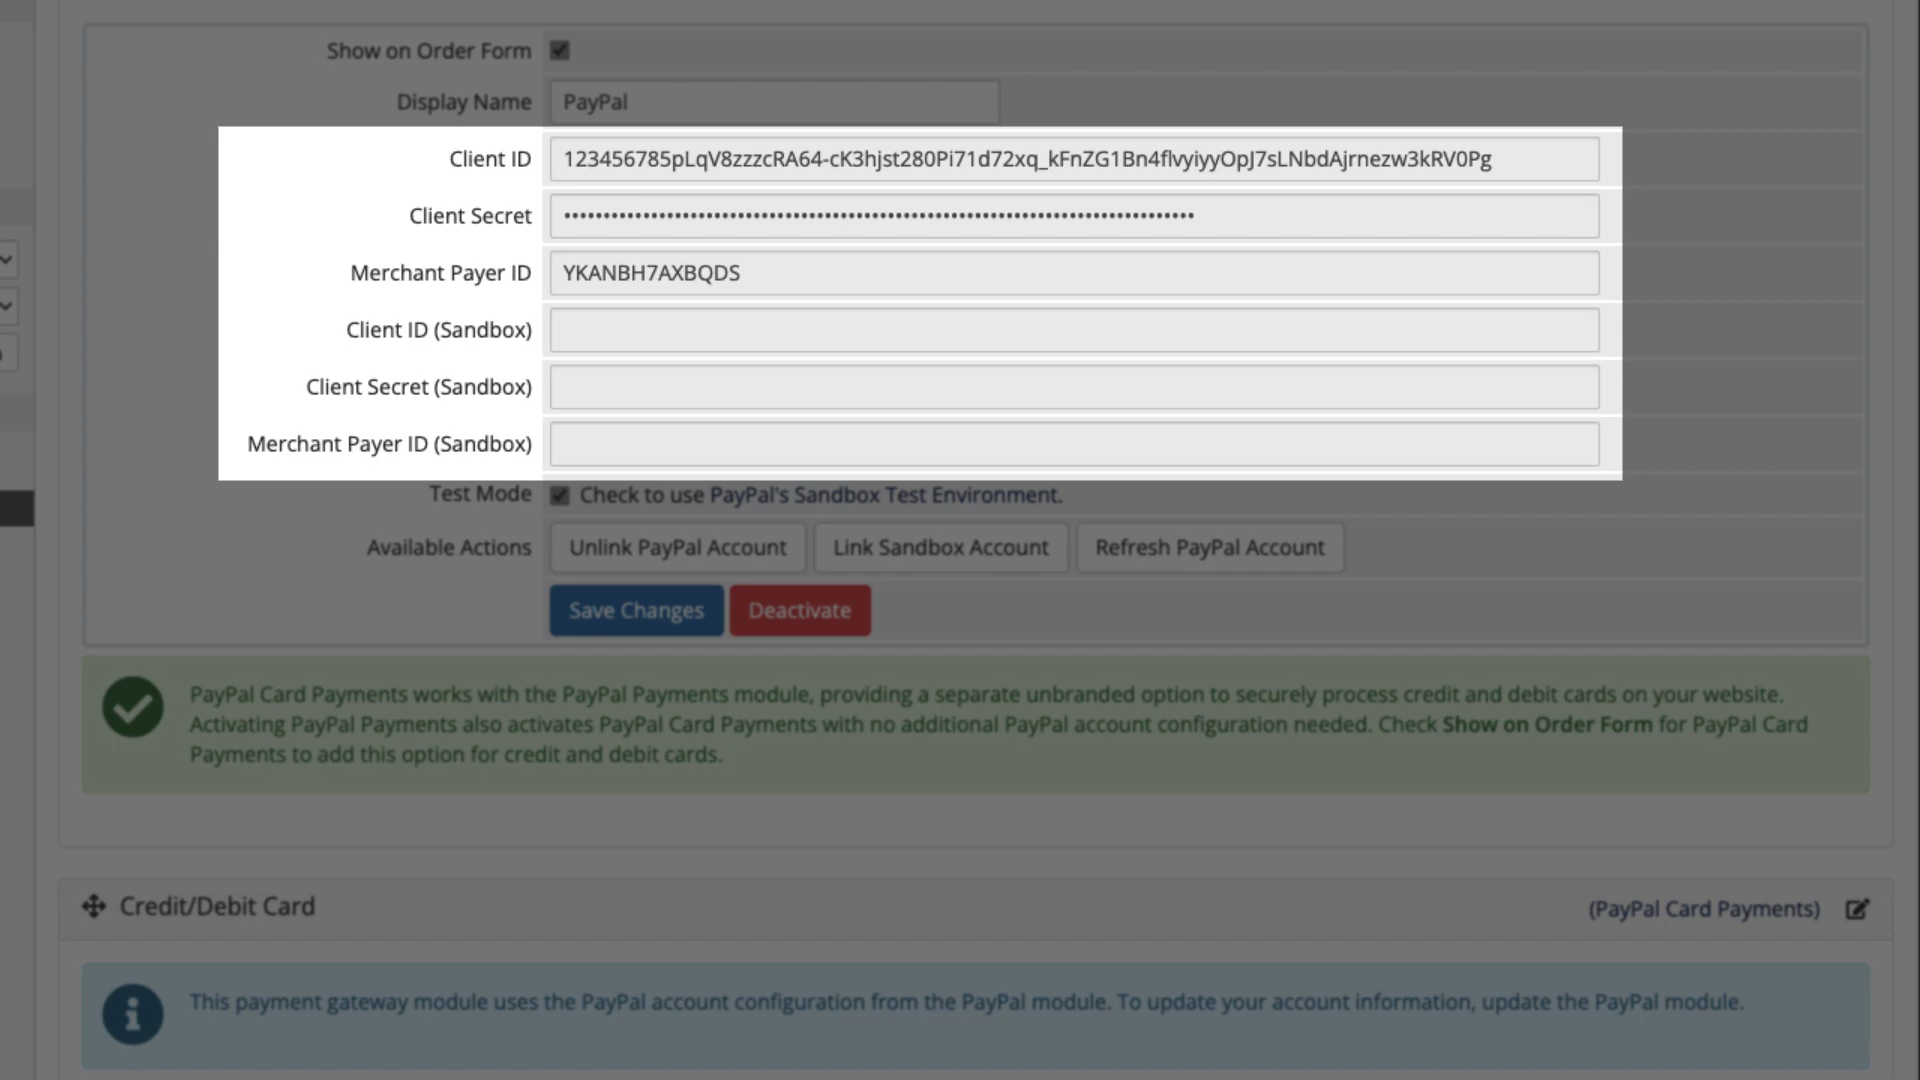 Show on Order Form
Display Name PayPal
Client ID 123456785pLqV8zzzcRA64-cK3hjst280Pi71d72xq_kFnZG1Bn4flvyiyyOpJ7sLNbdAjrnezw3kRV0Pg
Client Secret ••••••••••••••••••••••••••••••••••••••••••••••••••••••••••••••••••••••••••••••••
Merchant Payer ID YKANBH7AXBQDS
Client ID (Sandbox)
Client Secret (Sandbox)
Merchant Payer ID (Sandbox)
Test Mode Check to use PayPal's Sandbox Test Environment.
Available Actions Unlink PayPal Account Link Sandbox Account Refresh PayPal Account
Save Changes Deactivate
PayPal Card Payments works with the PayPal Payments module, providing a separate unbranded option to securely process credit and debit cards on your website.
Activating PayPal Payments also activates PayPal Card Payments with no additional PayPal account configuration needed. Check Show on Order Form for PayPal Card
Payments to add this option for credit and debit cards.
Credit/Debit Card (PayPal Card Payments)
This payment gateway module uses the PayPal account configuration from the PayPal module. To update your account information, update the PayPal module.